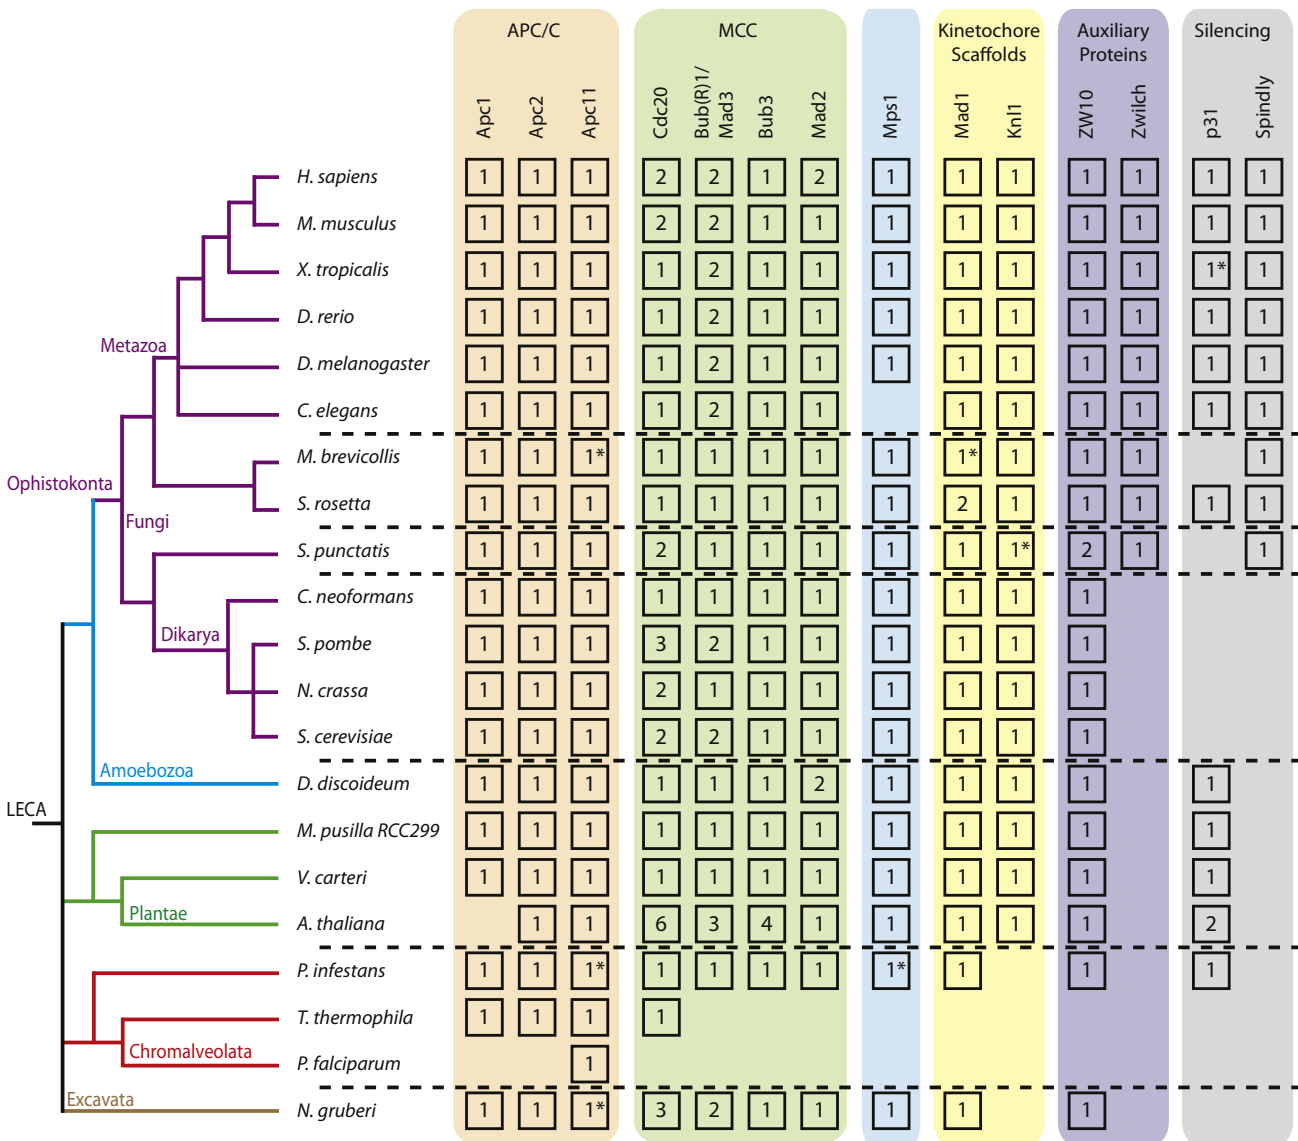 APC/C MCC Kinetochore Scaffolds Auxiliary Proteins Silencing
Apc1 Apc2 Apc11 Cdc20 Bub(R)1/ Mad3 Bub3 Mad2 Mps1 Mad1 Knl1 ZW10 Zwilch p31 Spindly
H. sapiens 1 1 1 2 2 1 2 1 1 1 1 1 1 1
M. musculus 1 1 1 2 2 1 1 1 1 1 1 1 1 1
X. tropicalis 1 1 1 1 2 1 1 1 1 1 1 1 1* 1
D. rerio 1 1 1 1 2 1 1 1 1 1 1 1 1 1
Metazoa
D. melanogaster 1 1 1 1 2 1 1 1 1 1 1 1 1 1
C. elegans 1 1 1 1 2 1 1 1 1 1 1 1 1
M. brevicollis 1 1 1* 1 1 1 1 1 1* 1 1 1 1
Ophistokonta
S. rosetta 1 1 1 1 1 1 1 1 2 1 1 1 1 1
Fungi
S. punctatis 1 1 1 2 1 1 1 1 1 1* 2 1 1
C. neoformans 1 1 1 1 1 1 1 1 1 1 1
Dikarya
S. pombe 1 1 1 3 2 1 1 1 1 1 1
N. crassa 1 1 1 2 1 1 1 1 1 1 1
S. cerevisiae 1 1 1 2 2 1 1 1 1 1 1
Amoebozoa
D. discoideum 1 1 1 1 1 1 2 1 1 1 1 1
LECA
M. pusilla RCC299 1 1 1 1 1 1 1 1 1 1 1 1
V. carteri 1 1 1 1 1 1 1 1 1 1 1 1
Plantae
A. thaliana 1 1 6 3 4 1 1 1 1 1 2
P. infestans 1 1 1* 1 1 1 1 1* 1 1 1
T. thermophila 1 1 1 1
Chromalveolata
P. falciparum 1
Excavata
N. gruberi 1 1 1* 3 2 1 1 1 1 1